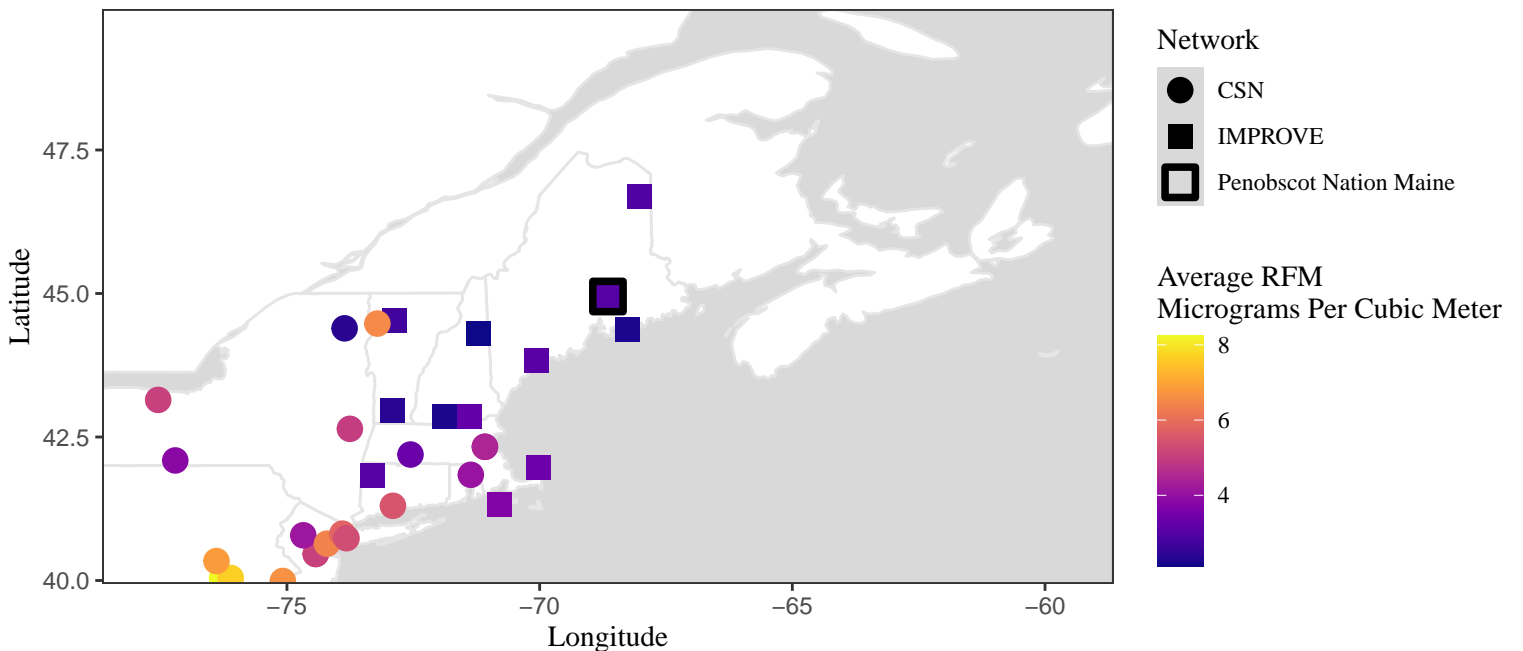 47.5
45.0
42.5
40.0
Latitude
−75
−70
−65
−60
Longitude
Network
CSN
IMPROVE
Penobscot Nation Maine
Average RFM
Micrograms Per Cubic Meter
8
6
4